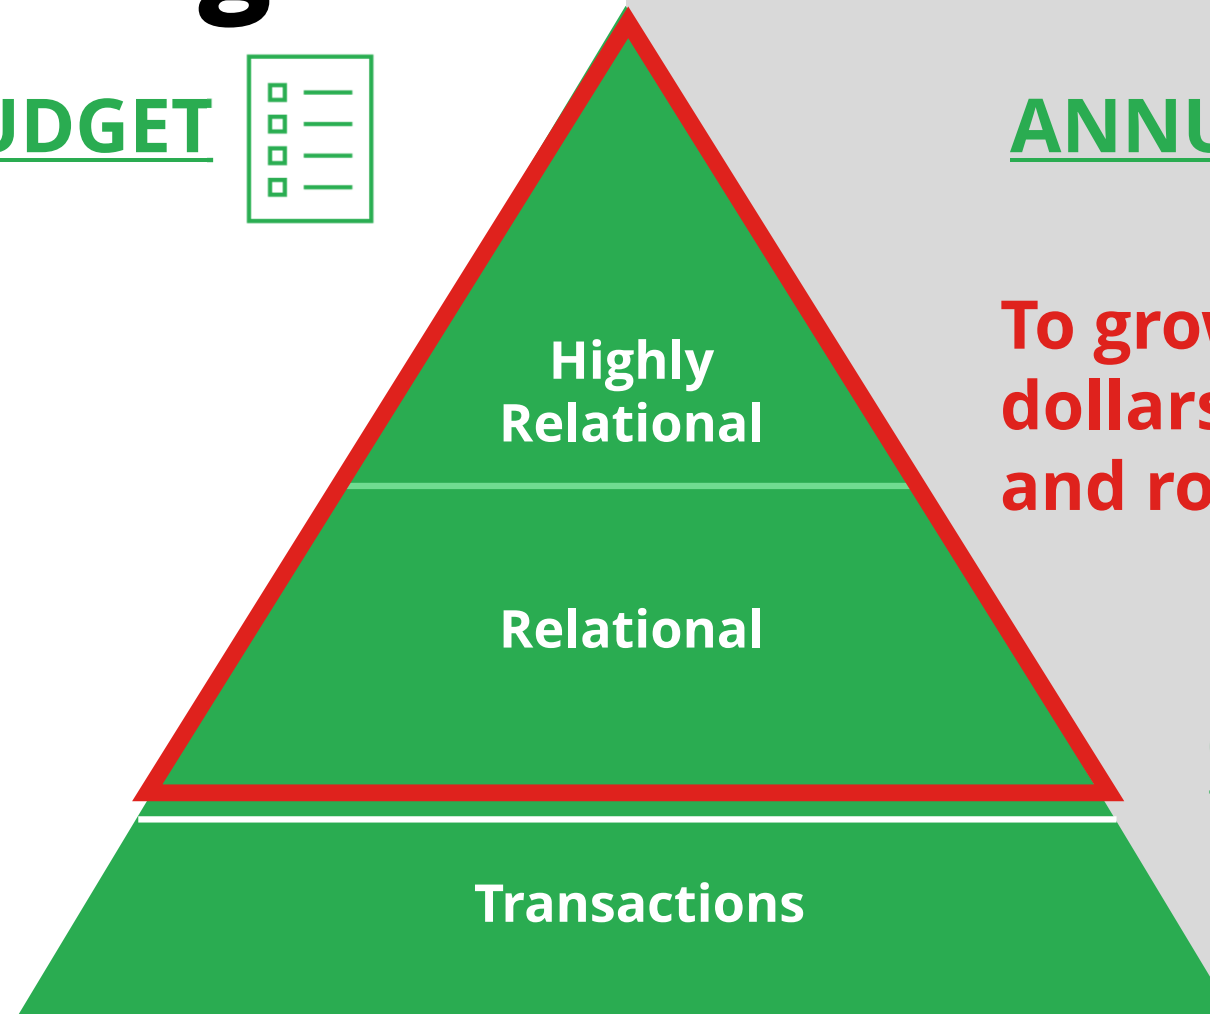 UDGET
ANNU
Highly
Relational
To grow
dollars
and ro
Relational
Transactions